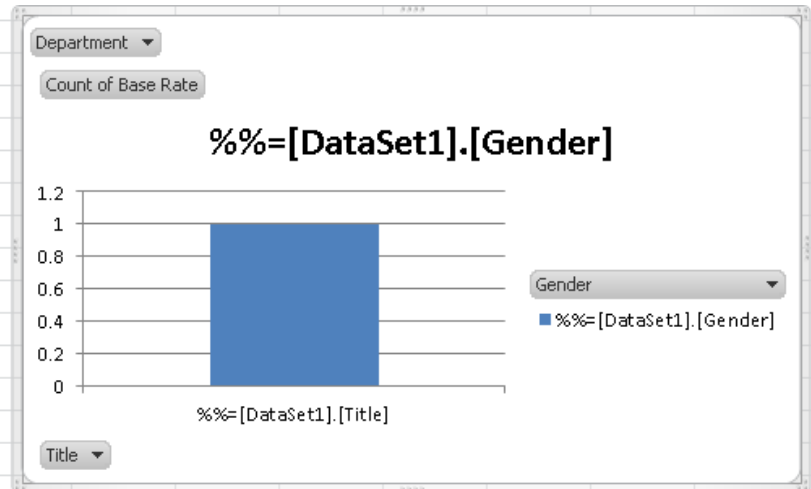 Department
Count of Base Rate
%%=[DataSet1].[Gender]
1.2
1
0.8
0.6
0.4
0.2
0
Gender
%%=[DataSet1].[Gender]
%%=[DataSet1].[Title]
Title